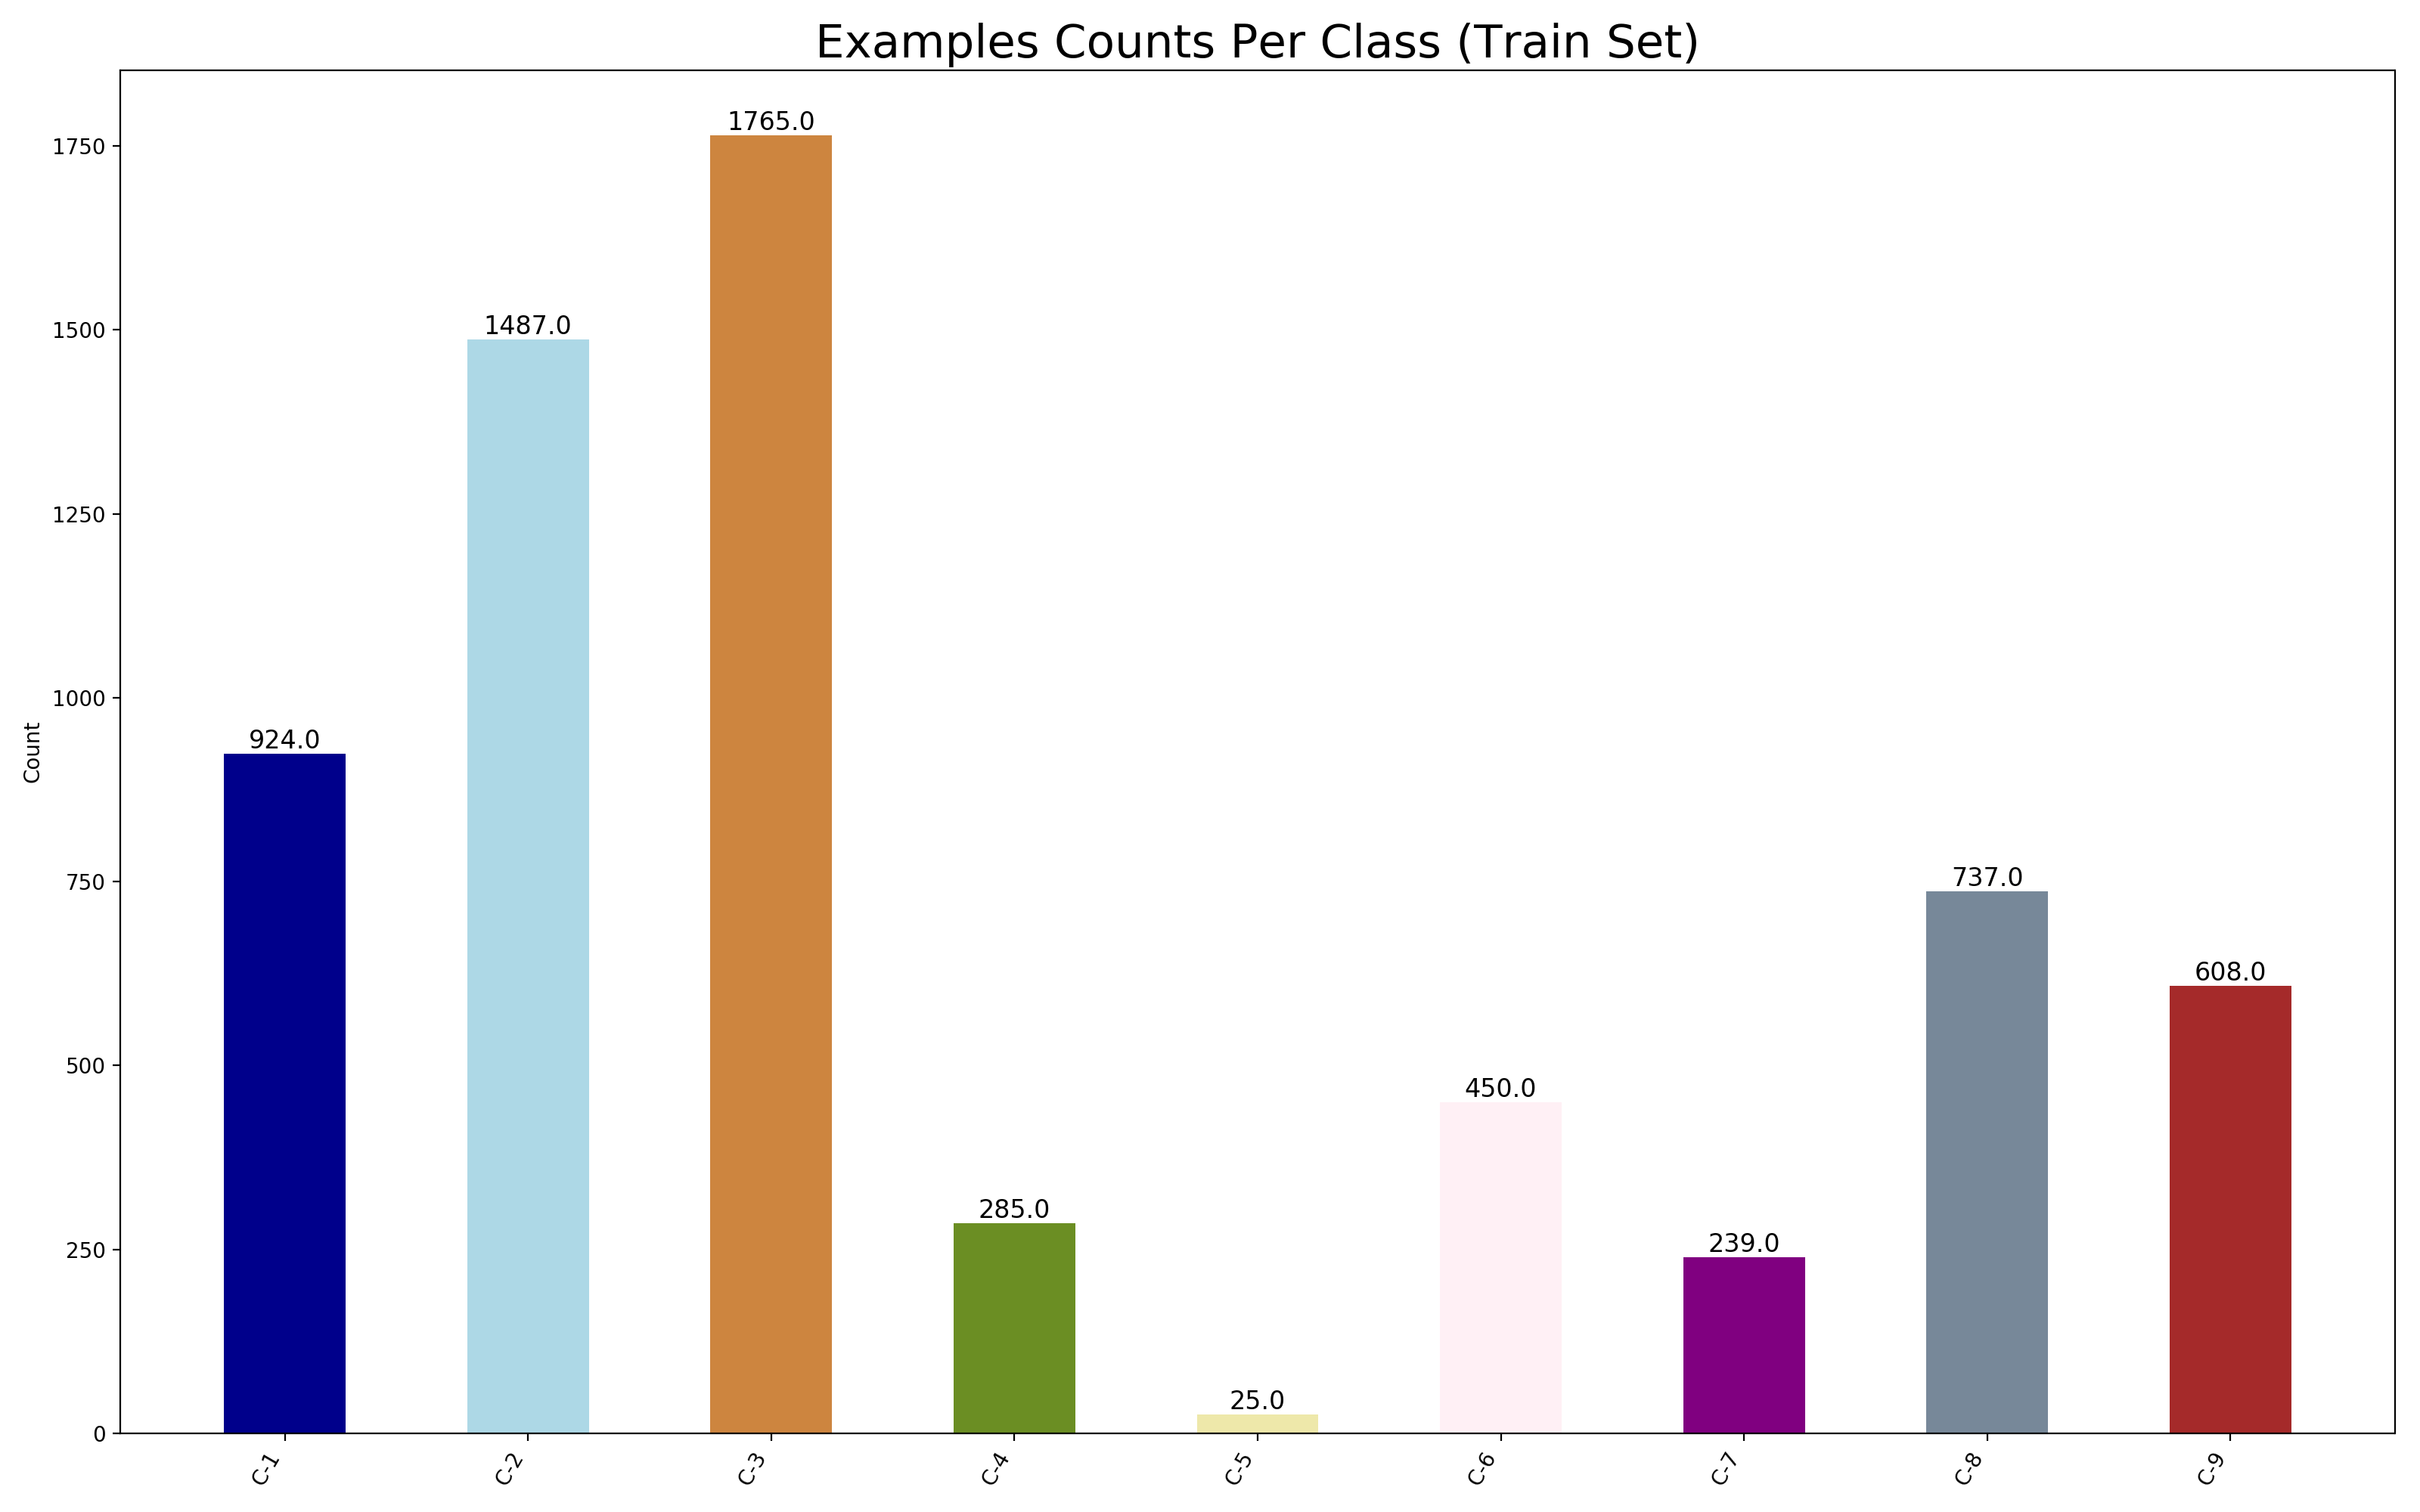 Examples Counts Per Class (Train Set)
Count
1750
1500
1250
1000
750
500
250
0
924.0
1487.0
1765.0
285.0
25.0
450.0
239.0
737.0
608.0
C-1
C-2
C-3
C-4
C-5
C-6
C-7
C-8
C-9